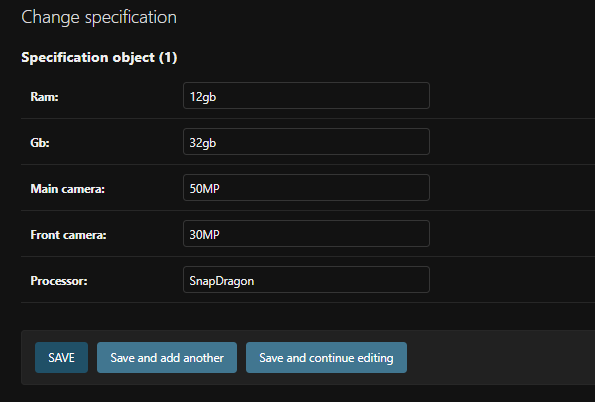 Change specification
Specification object (1)
Ram: 12gb
Gb: 32gb
Main camera: 50MP
Front camera: 30MP
Processor: SnapDragon
SAVE Save and add another Save and continue editing